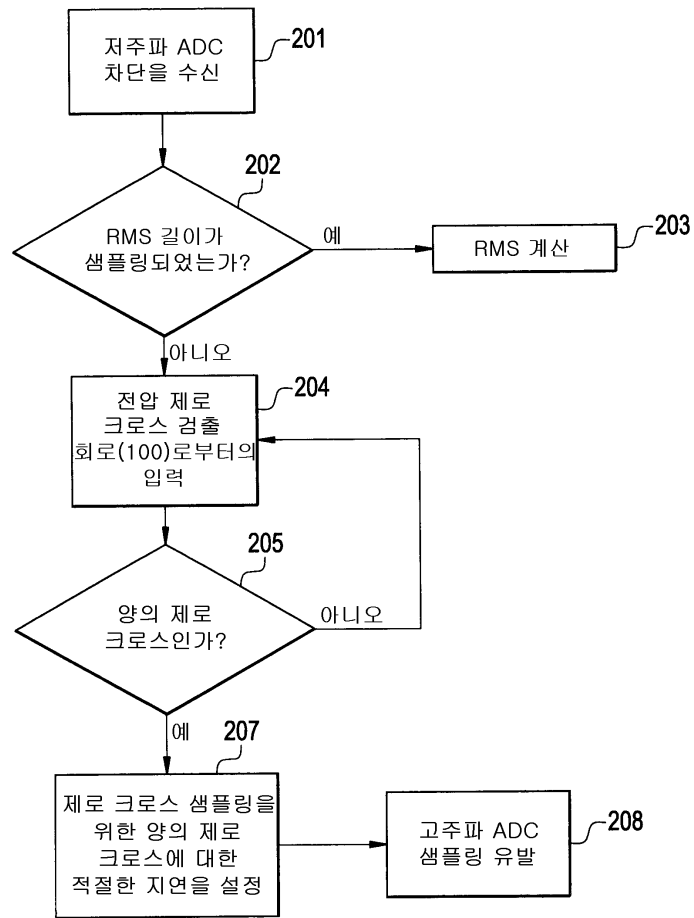 저주파 ADC
차단을 수신
201
202
RMS 길이가
샘플링되었는가?
예
RMS 계산
203
아니오
전압 제로
크로스 검출
회로(100)로부터의
입력
204
205
양의 제로
크로스인가?
아니오
예
207
제로 크로스 샘플링을
위한 양의 제로
크로스에 대한
적절한 지연을 설정
고주파 ADC
샘플링 유발
208